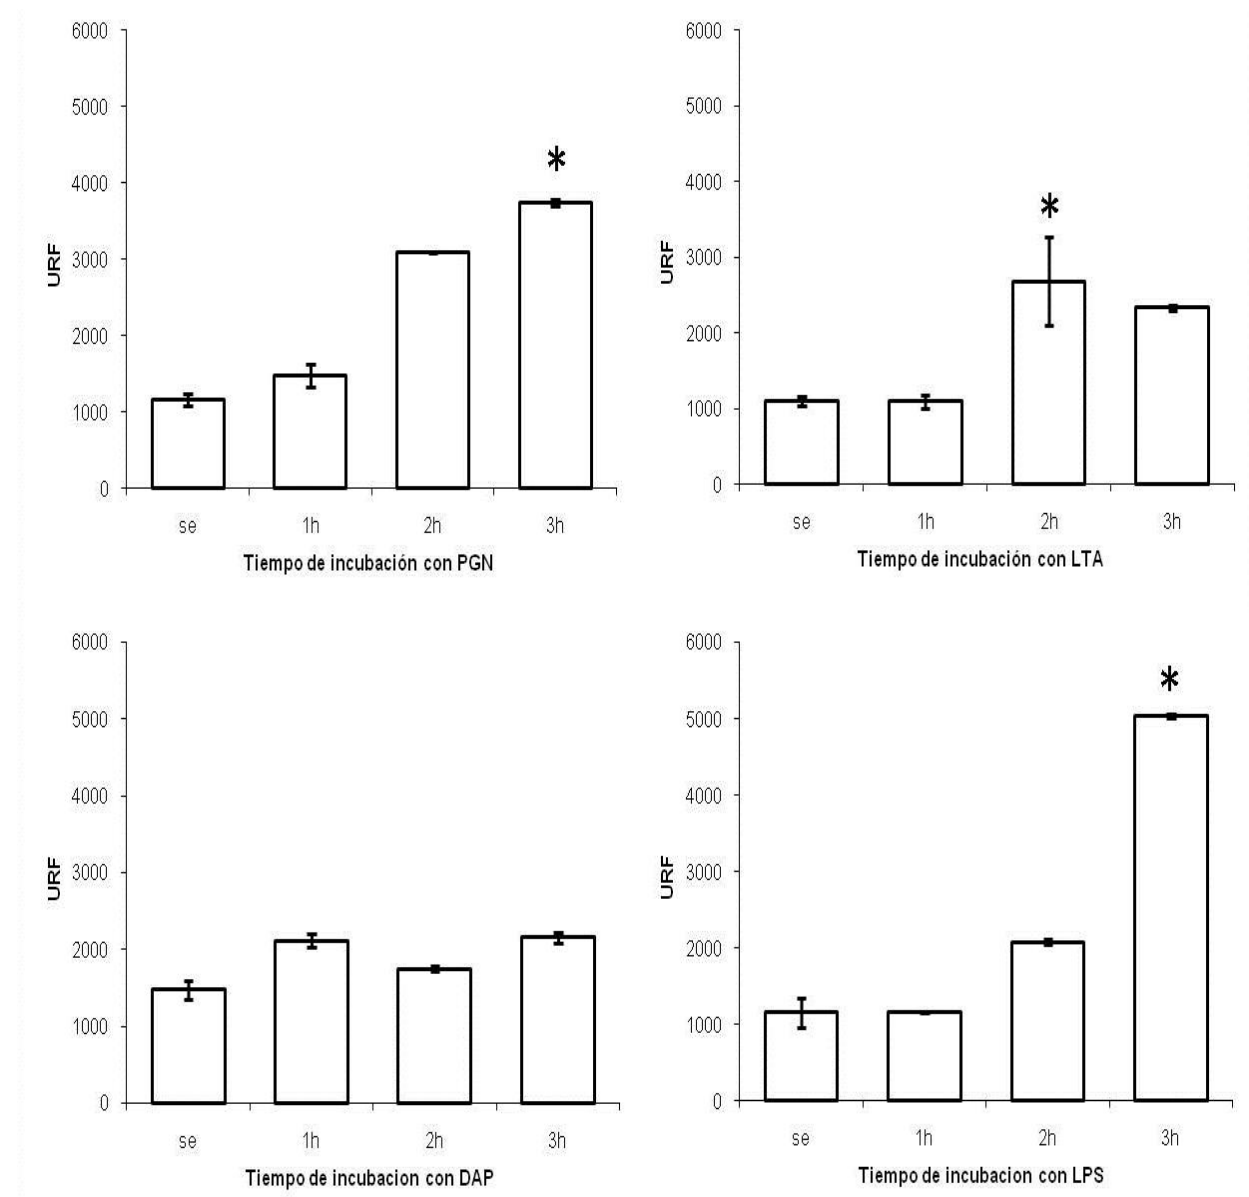 6000
5000
4000
3000
2000
1000
0
URF
*
se 1h 2h 3h
Tiempo de incubación con PGN
6000
5000
4000
3000
2000
1000
0
URF
*
se 1h 2h 3h
Tiempo de incubación con LTA
6000
5000
4000
3000
2000
1000
0
URF
se 1h 2h 3h
Tiempo de incubacion con DAP
6000
5000
4000
3000
2000
1000
0
URF
*
se 1h 2h 3h
Tiempo de incubacion con LPS